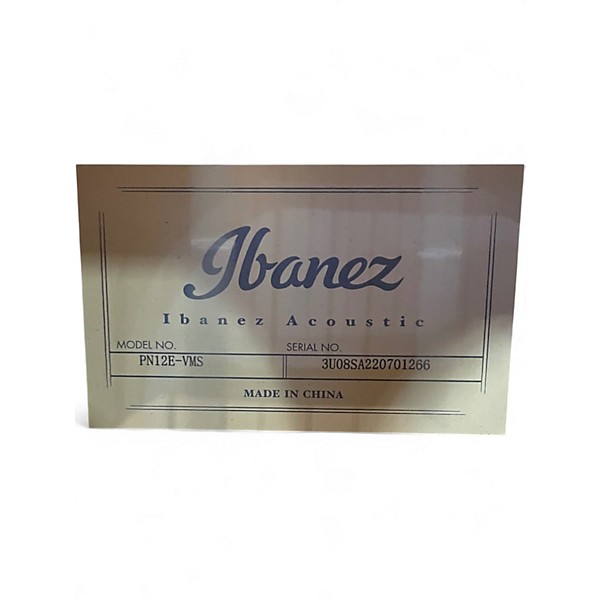 Ibanez
Ibanez Acoustic
MODEL NO. SERIAL NO.
PN12E-VMS 3U08SA220701266
MADE IN CHINA